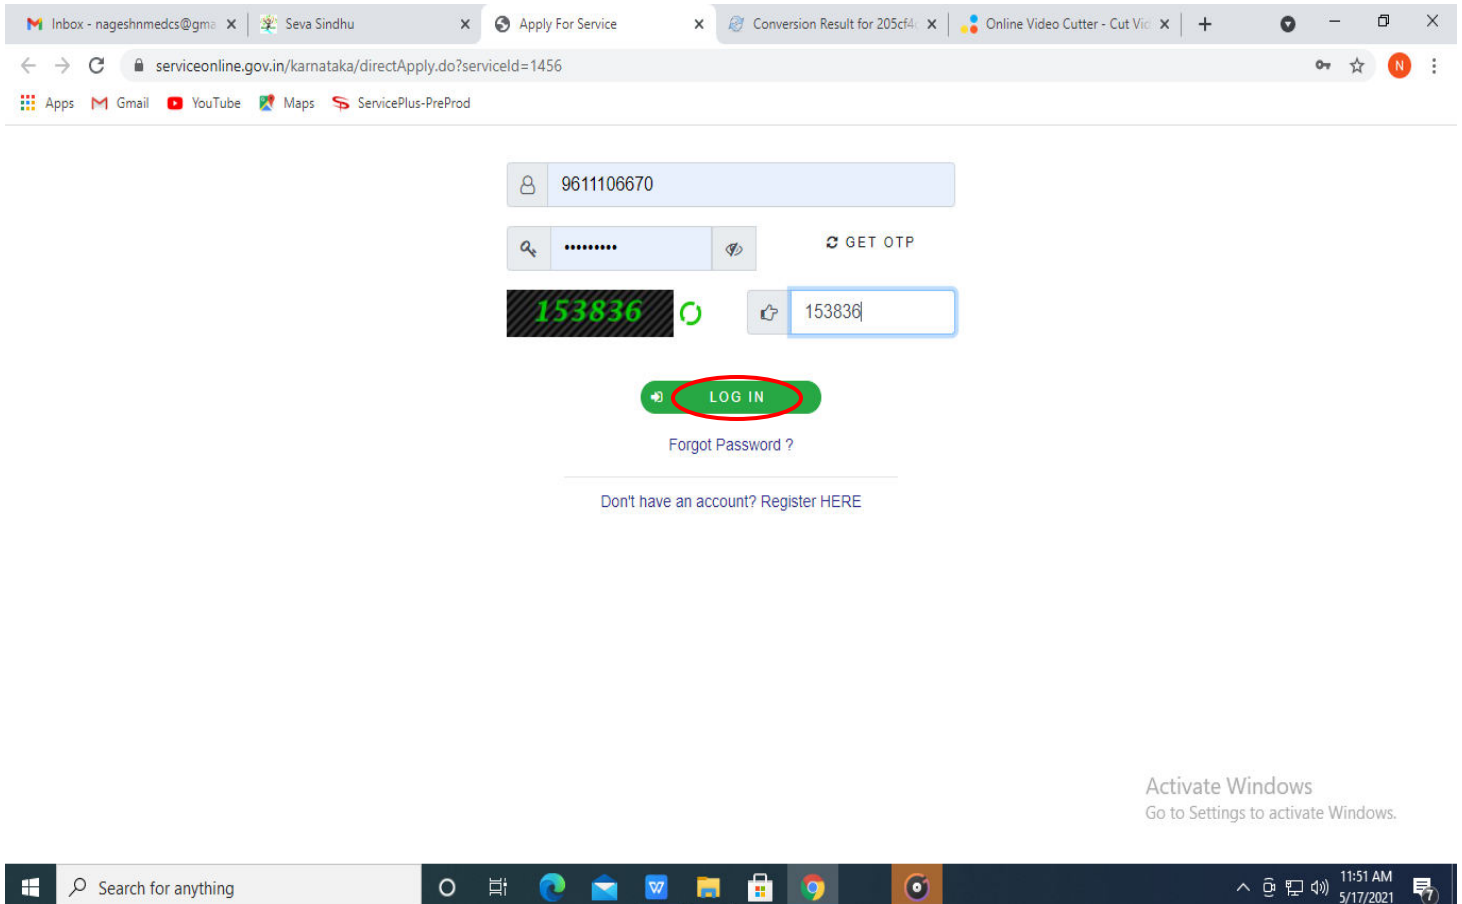 Inbox - nageshnmedcs@gma
Seva Sindhu
Apply For Service
Conversion Result for 205cf4
Online Video Cutter - Cut Vid
serviceonline.gov.in/karnataka/directApply.do?serviceId=1456
N
Apps
Gmail
YouTube
Maps
ServicePlus-PreProd
9611106670
•••••••••
GET OTP
153836
153836
LOG IN
Forgot Password ?
Don't have an account? Register HERE
Activate Windows
Go to Settings to activate Windows.
Search for anything
W
11:51 AM
5/17/2021
7